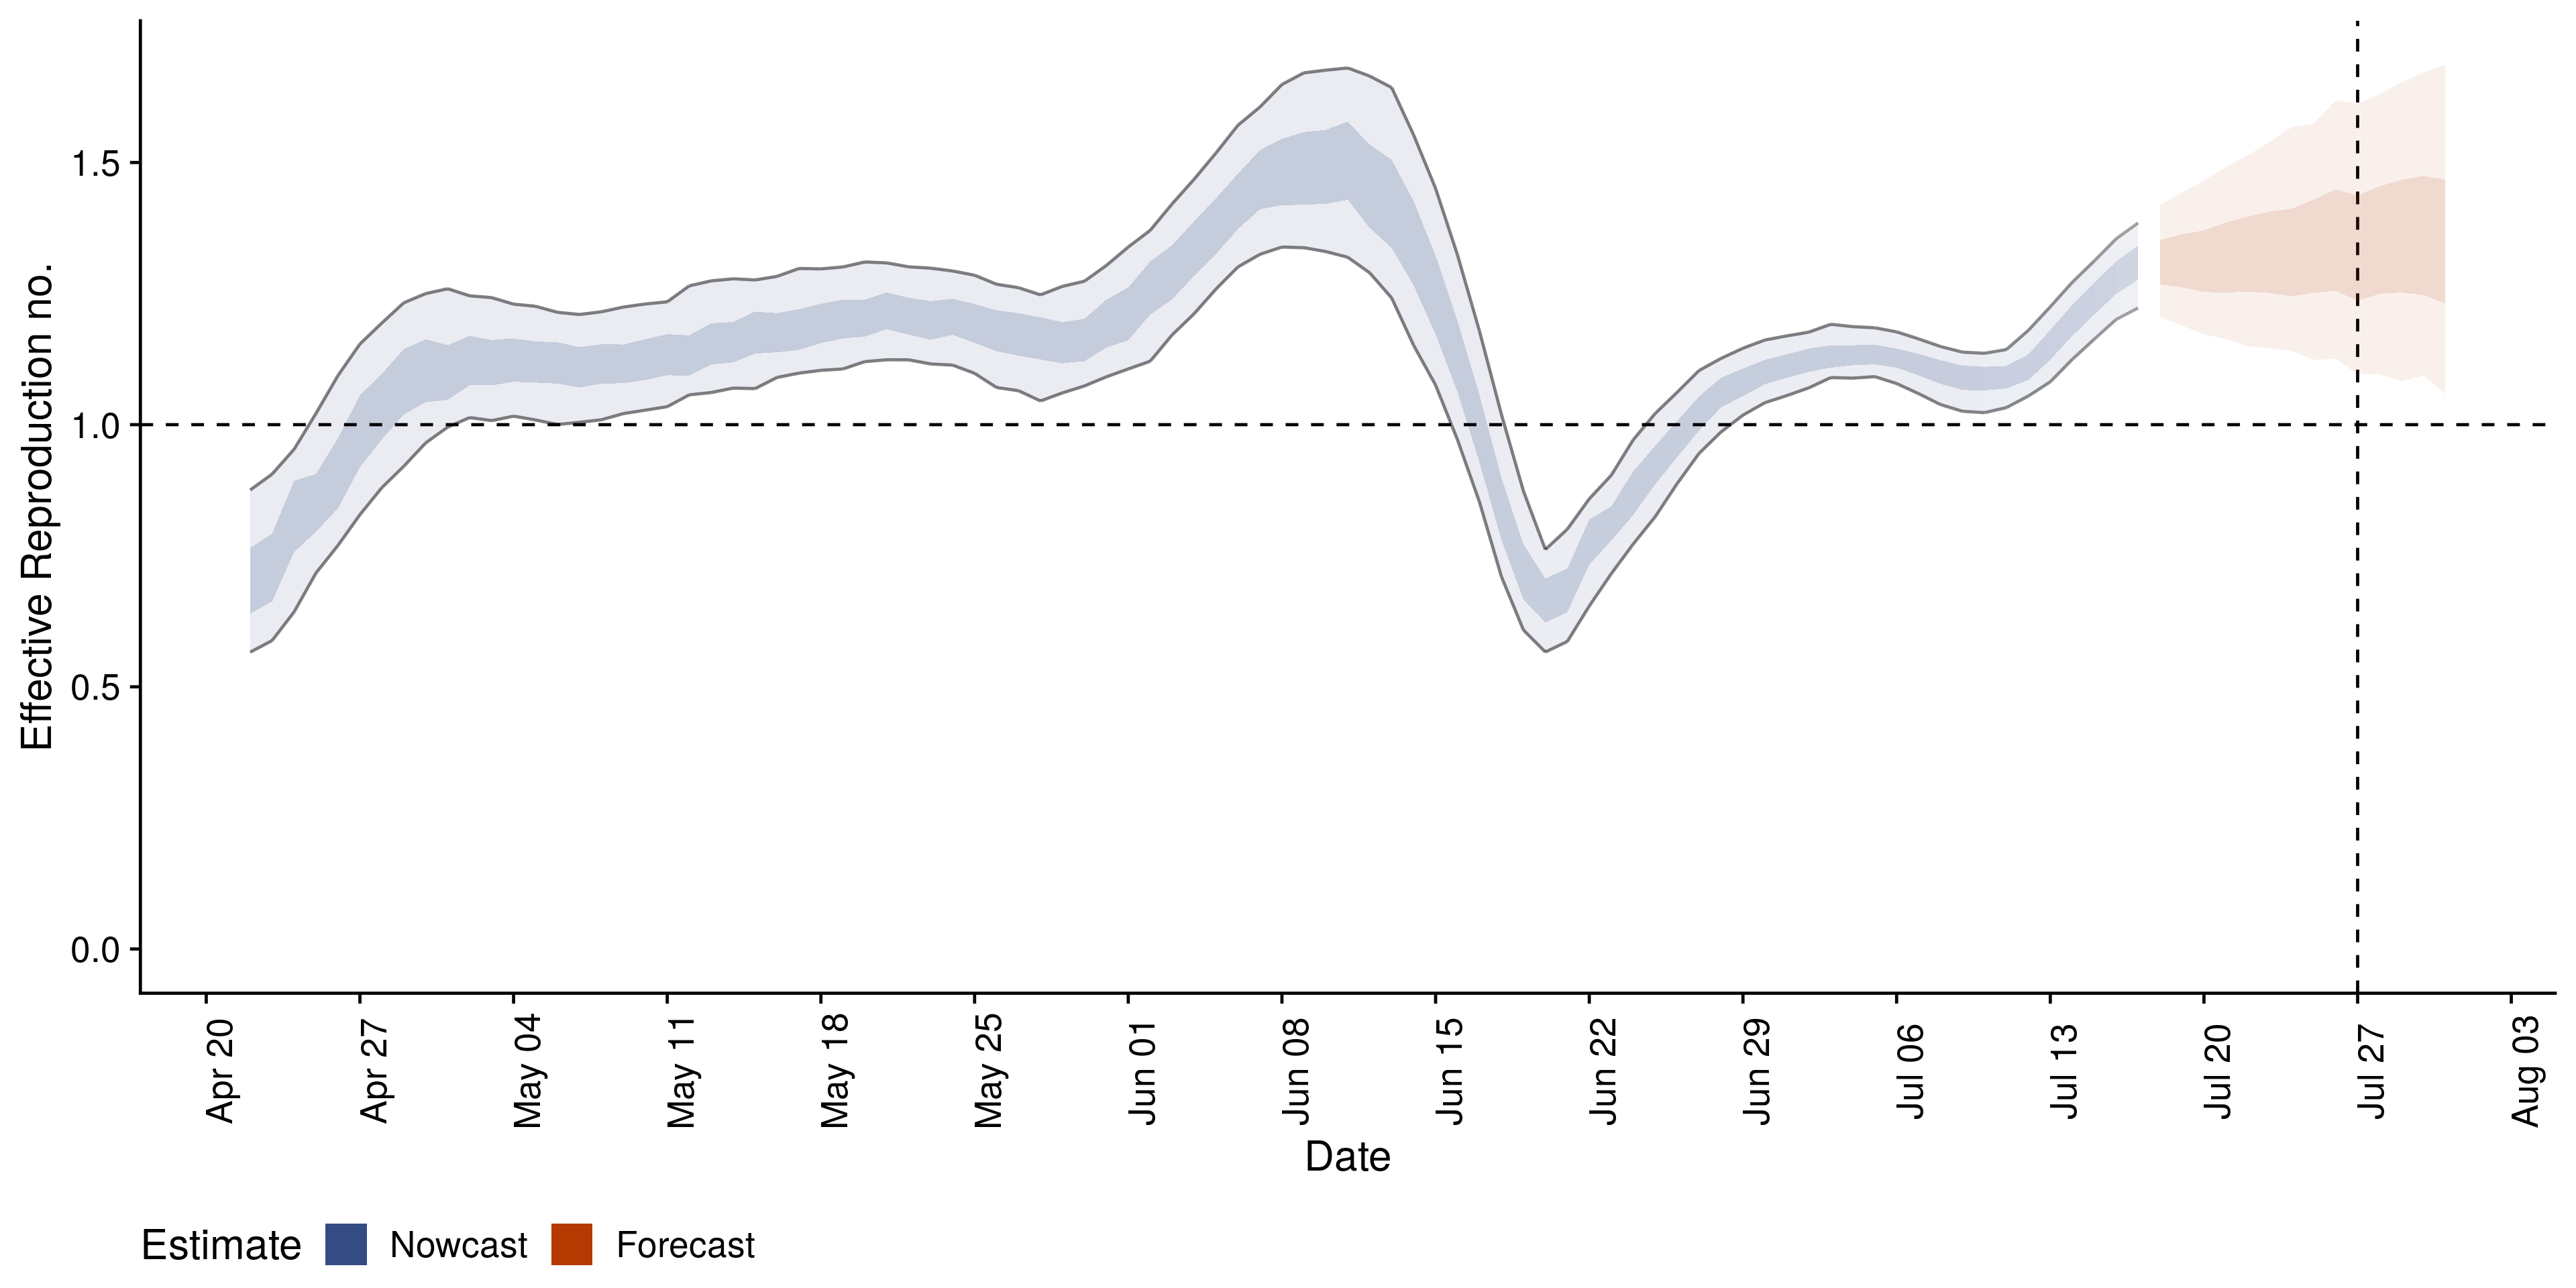 Effective Reproduction no.
1.5
1.0
0.5
0.0
Apr 20
Apr 27
May 04
May 11
May 18
May 25
Jun 01
Jun 08
Jun 15
Jun 22
Jun 29
Jul 06
Jul 13
Jul 20
Jul 27
Aug 03
Date
Estimate Nowcast Forecast